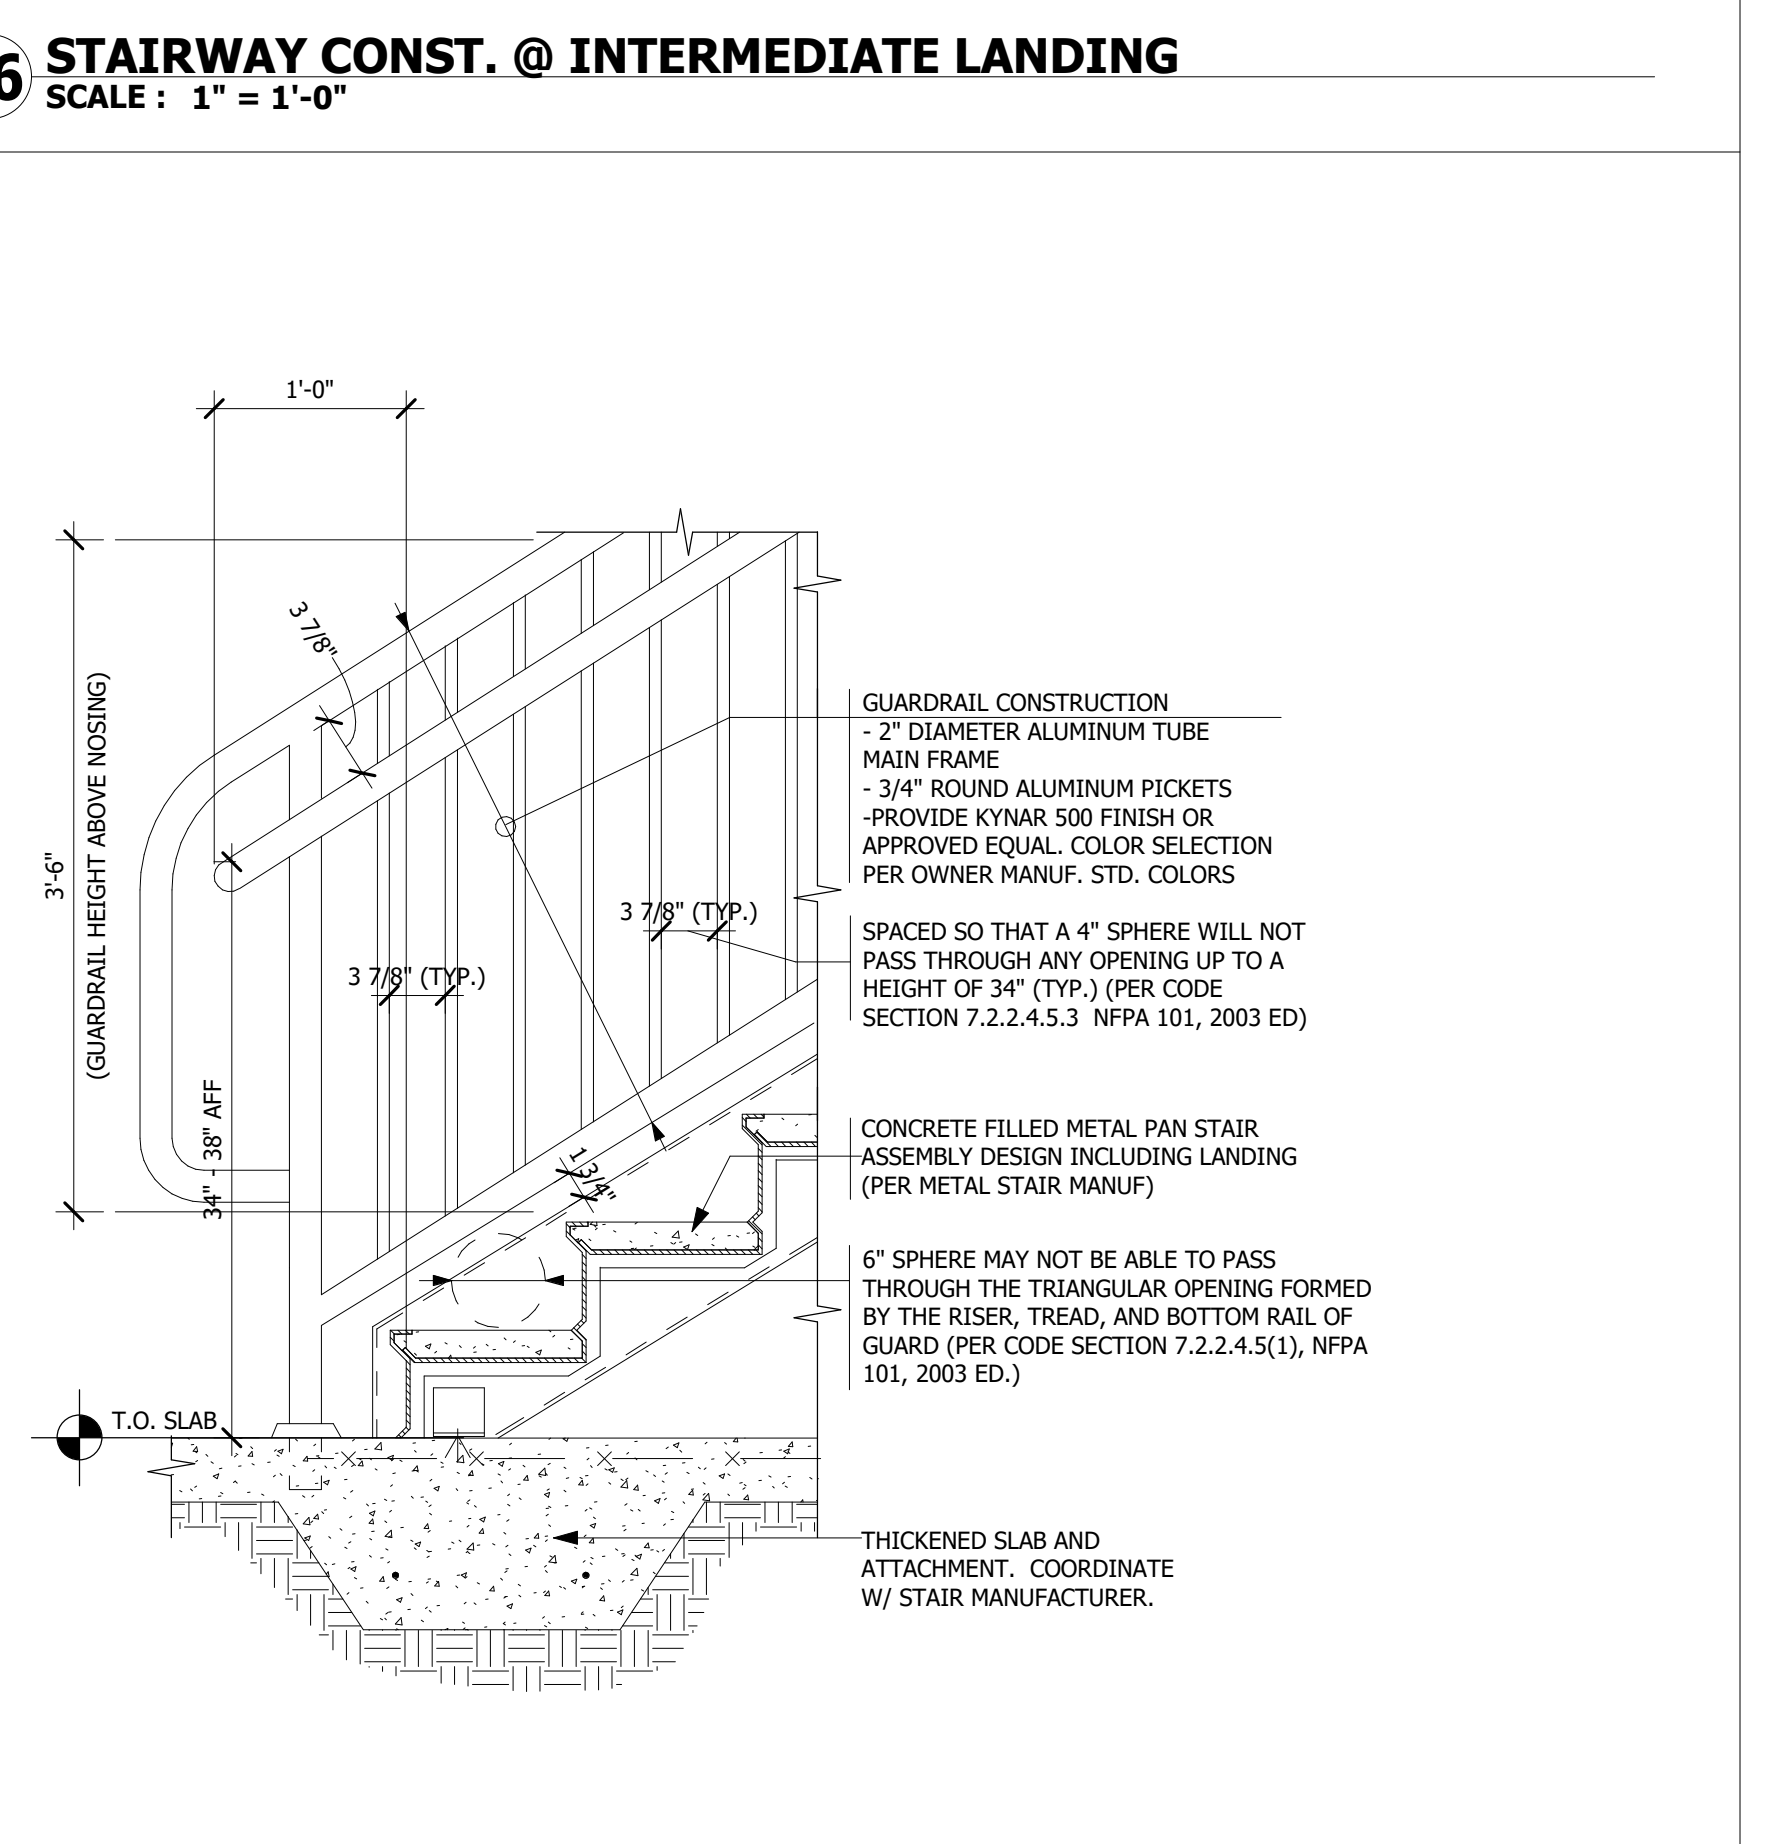 6 STAIRWAY CONST. @ INTERMEDIATE LANDING
SCALE : 1" = 1'-0"
1'-0"
3 7/8"
3'-6"
(GUARDRAIL HEIGHT ABOVE NOSING)
34" - 38" AFF
3 7/8" (TYP.)
3 7/8" (TYP.)
1 3/4"
T.O. SLAB
GUARDRAIL CONSTRUCTION
- 2" DIAMETER ALUMINUM TUBE
MAIN FRAME
- 3/4" ROUND ALUMINUM PICKETS
-PROVIDE KYNAR 500 FINISH OR
APPROVED EQUAL. COLOR SELECTION
PER OWNER MANUF. STD. COLORS
SPACED SO THAT A 4" SPHERE WILL NOT
PASS THROUGH ANY OPENING UP TO A
HEIGHT OF 34" (TYP.) (PER CODE
SECTION 7.2.2.4.5.3 NFPA 101, 2003 ED)
CONCRETE FILLED METAL PAN STAIR
ASSEMBLY DESIGN INCLUDING LANDING
(PER METAL STAIR MANUF)
6" SPHERE MAY NOT BE ABLE TO PASS
THROUGH THE TRIANGULAR OPENING FORMED
BY THE RISER, TREAD, AND BOTTOM RAIL OF
GUARD (PER CODE SECTION 7.2.2.4.5(1), NFPA
101, 2003 ED.)
THICKENED SLAB AND
ATTACHMENT. COORDINATE
W/ STAIR MANUFACTURER.